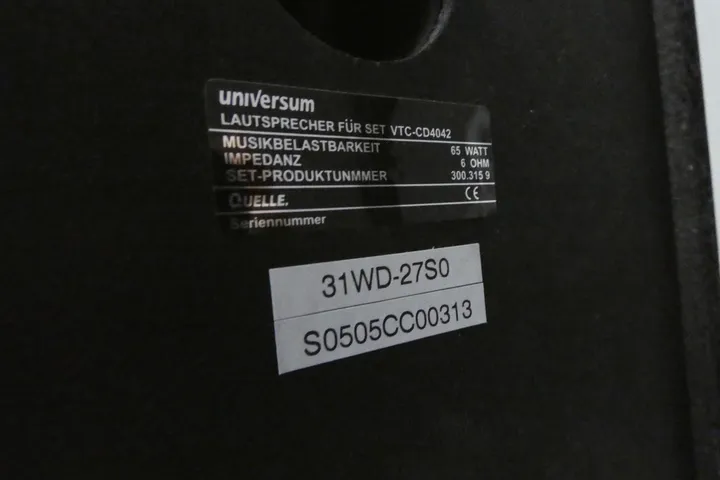 universum
LAUTSPRECHER FÜR SET VTC-CD4042
MUSIKBELASTBARKEIT 65 WATT
IMPEDANZ 6 OHM
SET-PRODUKTUNMMER 300.315 9
QUELLE. CE
Seriennummer
31WD-27S0
S0505CC00313